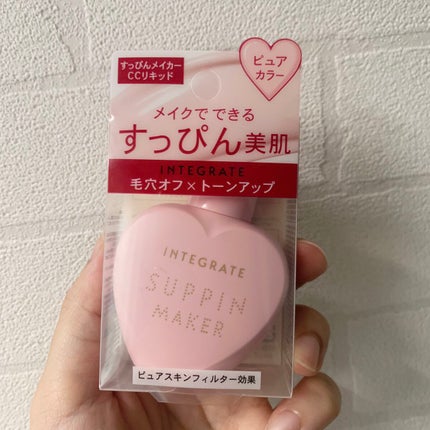 すっぴんメイカー
CCリキッド
ピュア
カラー
メイクで できる
すっぴん美肌
INTEGRATE
毛穴オフ×トーンアップ
INTEGRATE
SUPPIN
MAKER
ピュアスキンフィルター効果